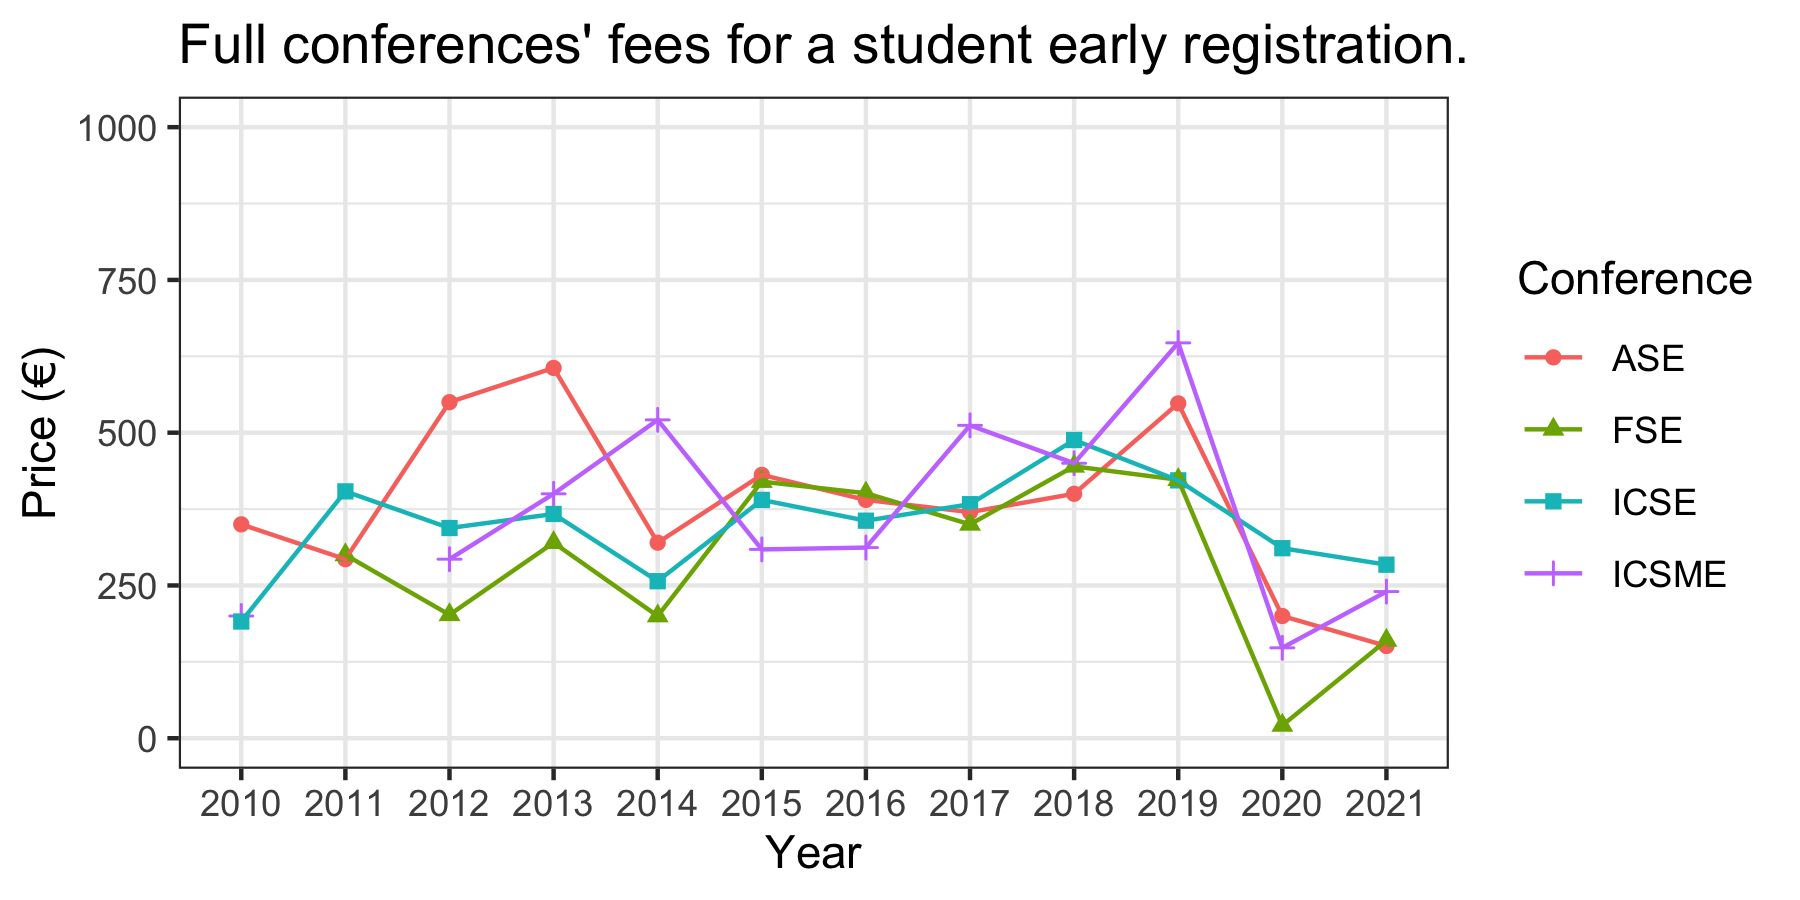 Full conferences' fees for a student early registration.
1000
750
500
250
0
Price (€)
2010 2011 2012 2013 2014 2015 2016 2017 2018 2019 2020 2021
Year
Conference
ASE
FSE
ICSE
ICSME